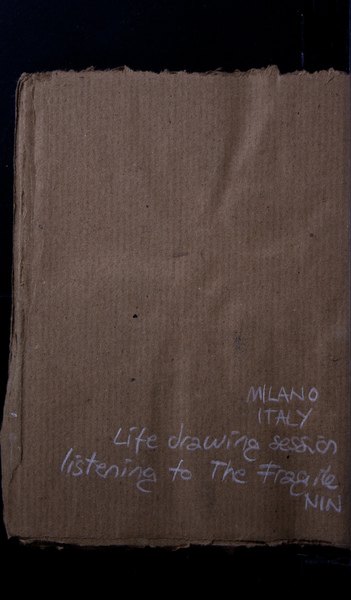 MILANO
ITALY
Life drawing session
listening to The Fragile
NIN